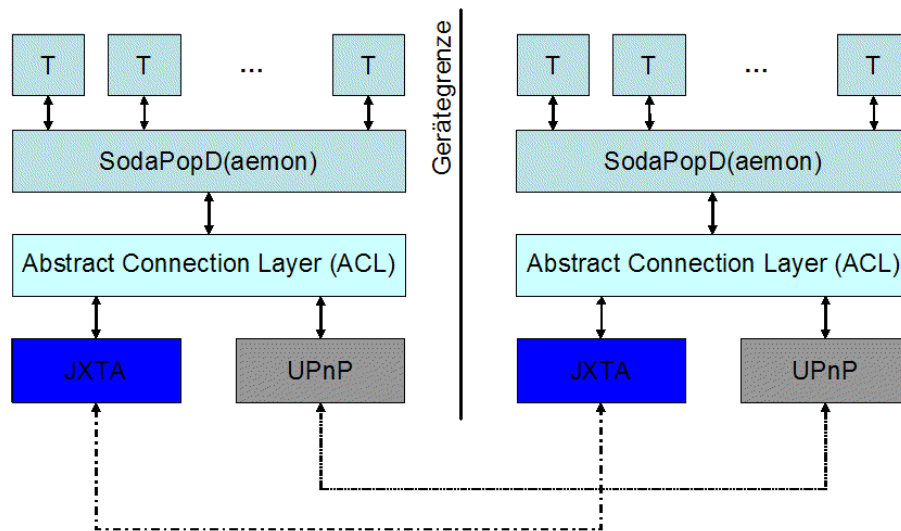 T T ... T
SodaPopD(aemon)
Abstract Connection Layer (ACL)
JXTA UPnP
Gerätegrenze
T T ... T
SodaPopD(aemon)
Abstract Connection Layer (ACL)
JXTA UPnP